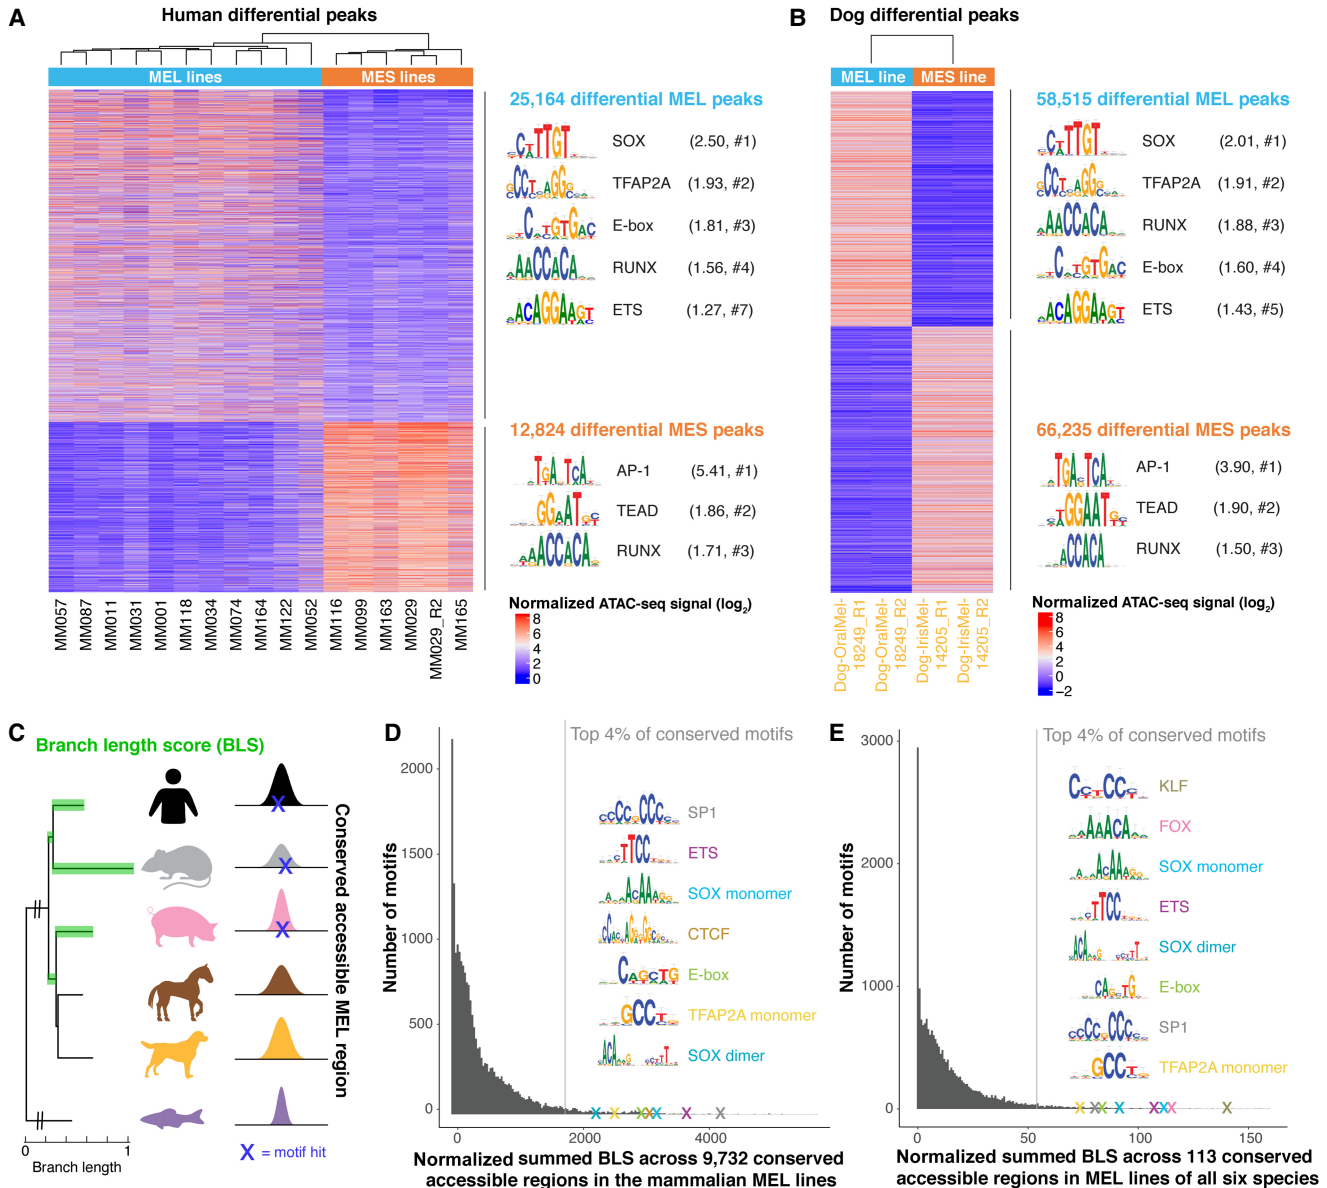 A
Human differential peaks
MEL lines
MES lines
25,164 differential MEL peaks
SOX (2.50, #1)
TFAP2A (1.93, #2)
E-box (1.81, #3)
RUNX (1.56, #4)
ETS (1.27, #7)
12,824 differential MES peaks
AP-1 (5.41, #1)
TEAD (1.86, #2)
RUNX (1.71, #3)
MM057
MM087
MM011
MM031
MM001
MM118
MM034
MM074
MM164
MM122
MM052
MM116
MM099
MM163
MM029
MM029_R2
MM165
Normalized ATAC-seq signal (log2)
8
6
4
2
0
B
Dog differential peaks
MEL line
MES line
58,515 differential MEL peaks
SOX (2.01, #1)
TFAP2A (1.91, #2)
RUNX (1.88, #3)
E-box (1.60, #4)
ETS (1.43, #5)
66,235 differential MES peaks
AP-1 (3.90, #1)
TEAD (1.90, #2)
RUNX (1.50, #3)
Dog-OralMel-
18249_R1
Dog-OralMel-
18249_R2
Dog-IrisMel-
14205_R1
Dog-IrisMel-
14205_R2
Normalized ATAC-seq signal (log2)
8
6
4
2
0
−2
C
Branch length score (BLS)
Conserved accessible MEL region
0 1
Branch length
X = motif hit
D
Top 4% of conserved motifs
Number of motifs
2000
1500
1000
500
0
SP1
ETS
SOX monomer
CTCF
E-box
TFAP2A monomer
SOX dimer
0 2000 4000
Normalized summed BLS across 9,732 conserved
accessible regions in the mammalian MEL lines
E
Top 4% of conserved motifs
Number of motifs
3000
2000
1000
0
KLF
FOX
SOX monomer
ETS
SOX dimer
E-box
SP1
TFAP2A monomer
0 50 100 150
Normalized summed BLS across 113 conserved
accessible regions in MEL lines of all six species